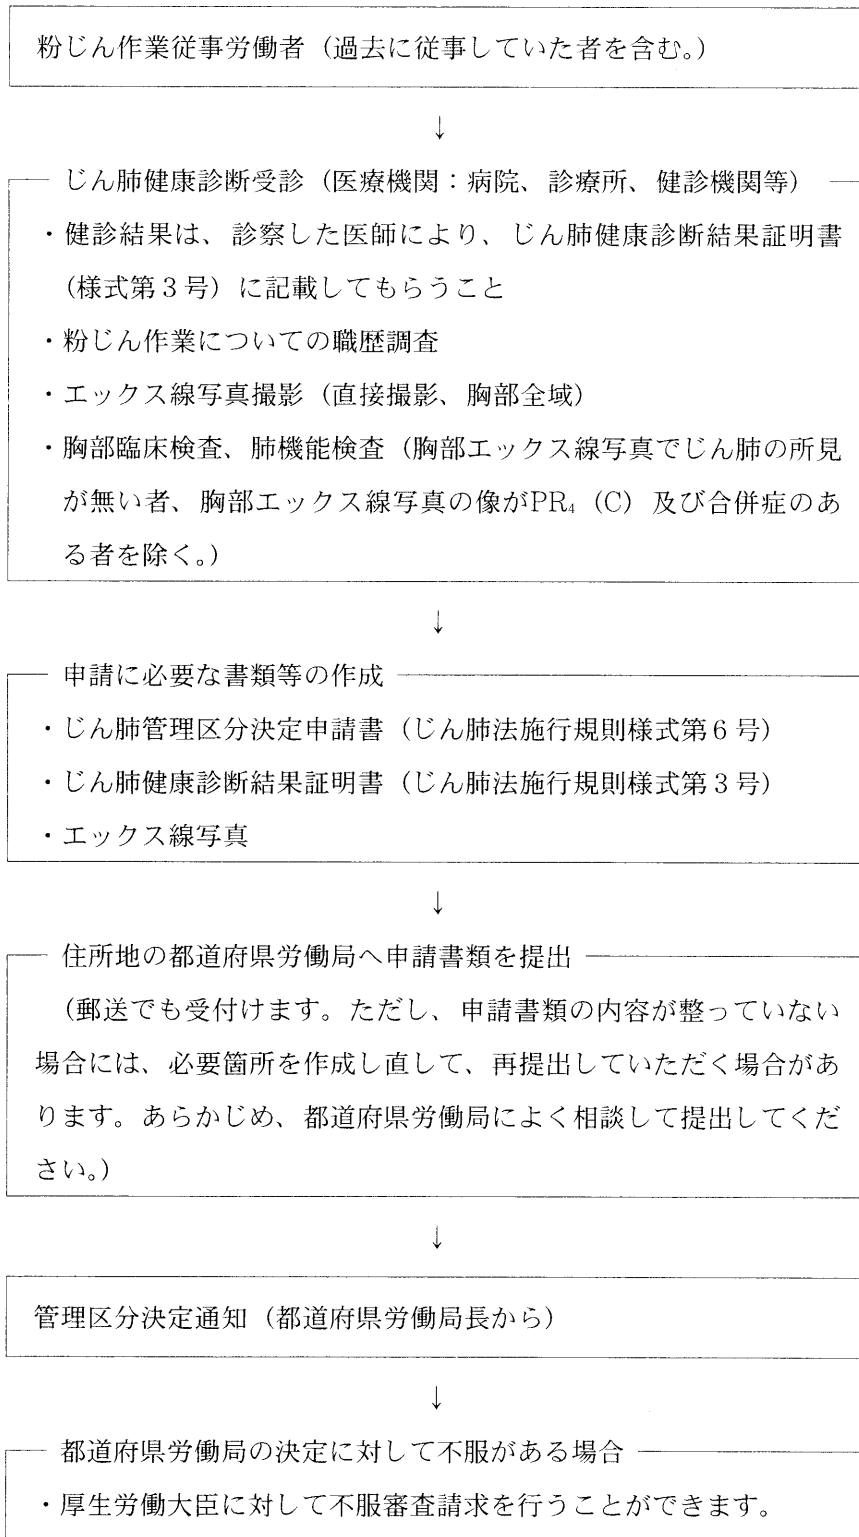 粉じん作業従事労働者（過去に従事していた者を含む。）
↓
じん肺健康診断受診（医療機関：病院、診療所、健診機関等）
・健診結果は、診察した医師により、じん肺健康診断結果証明書
（様式第３号）に記載してもらうこと
・粉じん作業についての職歴調査
・エックス線写真撮影（直接撮影、胸部全域）
・胸部臨床検査、肺機能検査（胸部エックス線写真でじん肺の所見
が無い者、胸部エックス線写真の像がPR₄（C）及び合併症のあ
る者を除く。）
↓
申請に必要な書類等の作成
・じん肺管理区分決定申請書（じん肺法施行規則様式第６号）
・じん肺健康診断結果証明書（じん肺法施行規則様式第３号）
・エックス線写真
↓
住所地の都道府県労働局へ申請書類を提出
（郵送でも受付けます。ただし、申請書類の内容が整っていない
場合には、必要箇所を作成し直して、再提出していただく場合があ
ります。あらかじめ、都道府県労働局によく相談して提出してくだ
さい。）
↓
管理区分決定通知（都道府県労働局長から）
↓
都道府県労働局の決定に対して不服がある場合
・厚生労働大臣に対して不服審査請求を行うことができます。